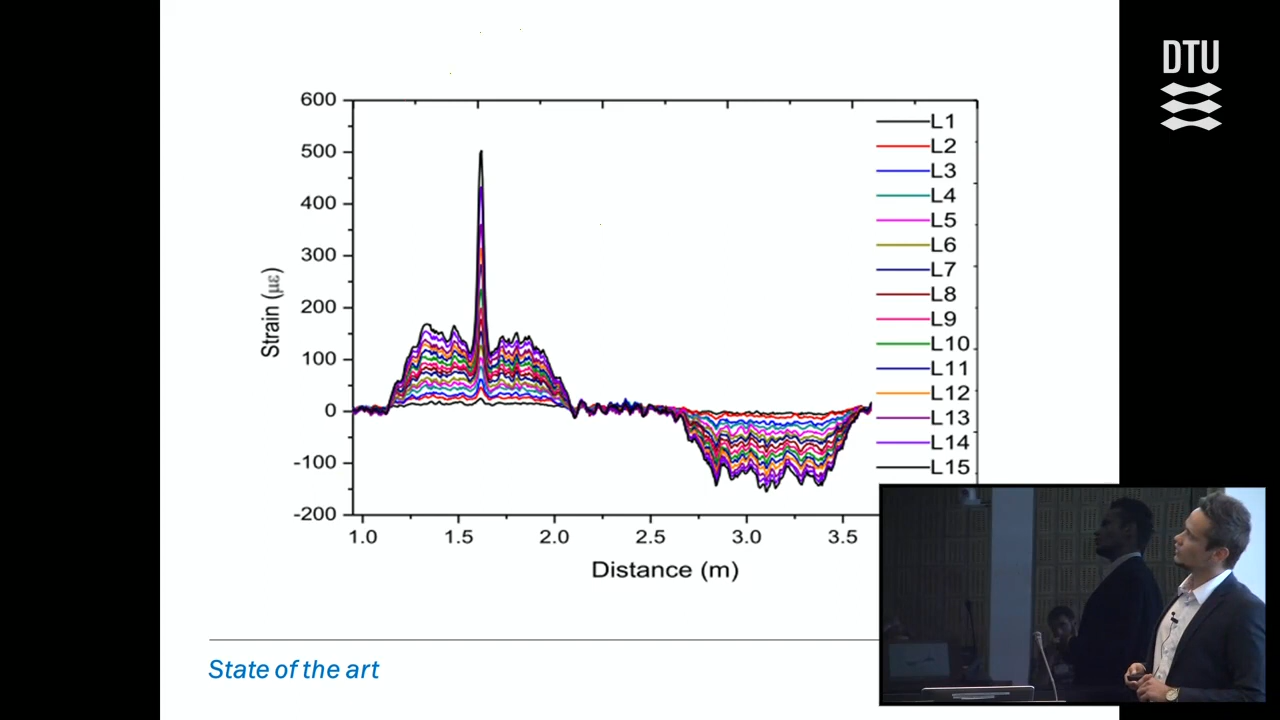 DTU
600
500
400
300
200
100
0
-100
-200
Strain (με)
1.0 1.5 2.0 2.5 3.0 3.5
Distance (m)
L1
L2
L3
L4
L5
L6
L7
L8
L9
L10
L11
L12
L13
L14
L15
State of the art